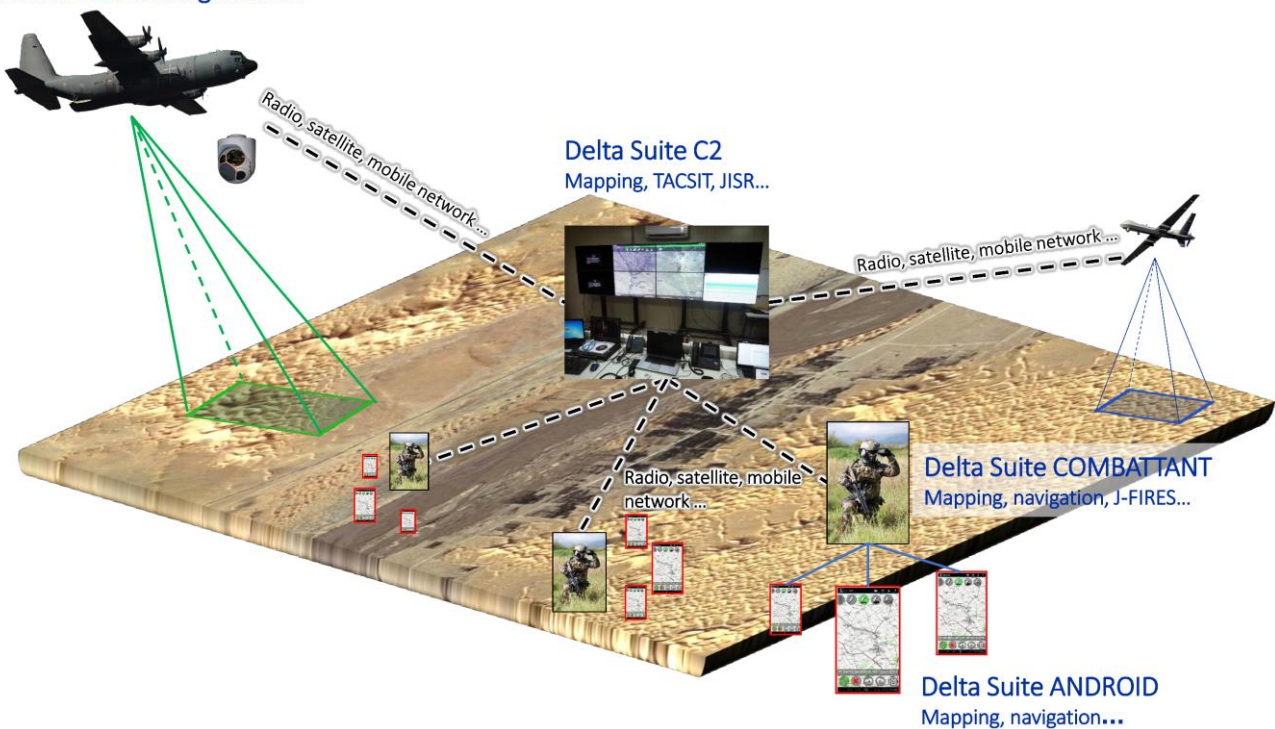 Radio, satellite, mobile network ...
Delta Suite C2
Mapping, TACSIT, JISR...
Radio, satellite, mobile network ...
Delta Suite COMBATTANT
Mapping, navigation, J-FIRES...
Radio, satellite, mobile
network ...
Delta Suite ANDROID
Mapping, navigation...